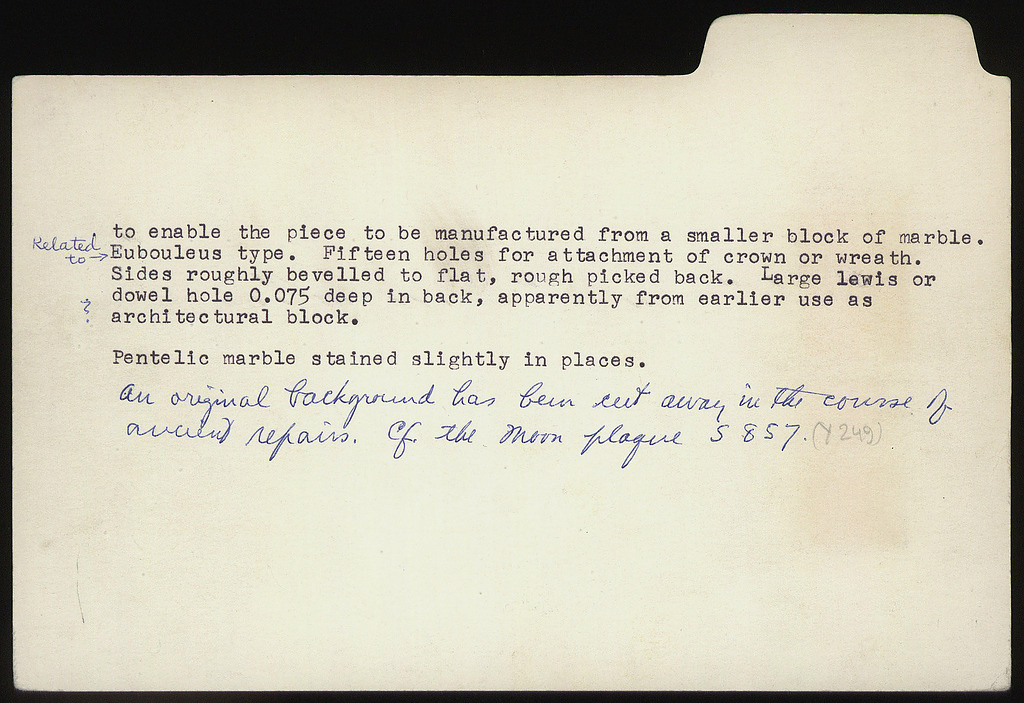 to enable the piece to be manufactured from a smaller block of marble.
Related to → Eubouleus type. Fifteen holes for attachment of crown or wreath.
Sides roughly bevelled to flat, rough picked back. Large lewis or
dowel hole 0.075 deep in back, apparently from earlier use as
? architectural block.
Pentelic marble stained slightly in places.
An original background has been cut away in the course of
ancient repairs. Cf. the Moon plaque S 857. (Y 249)